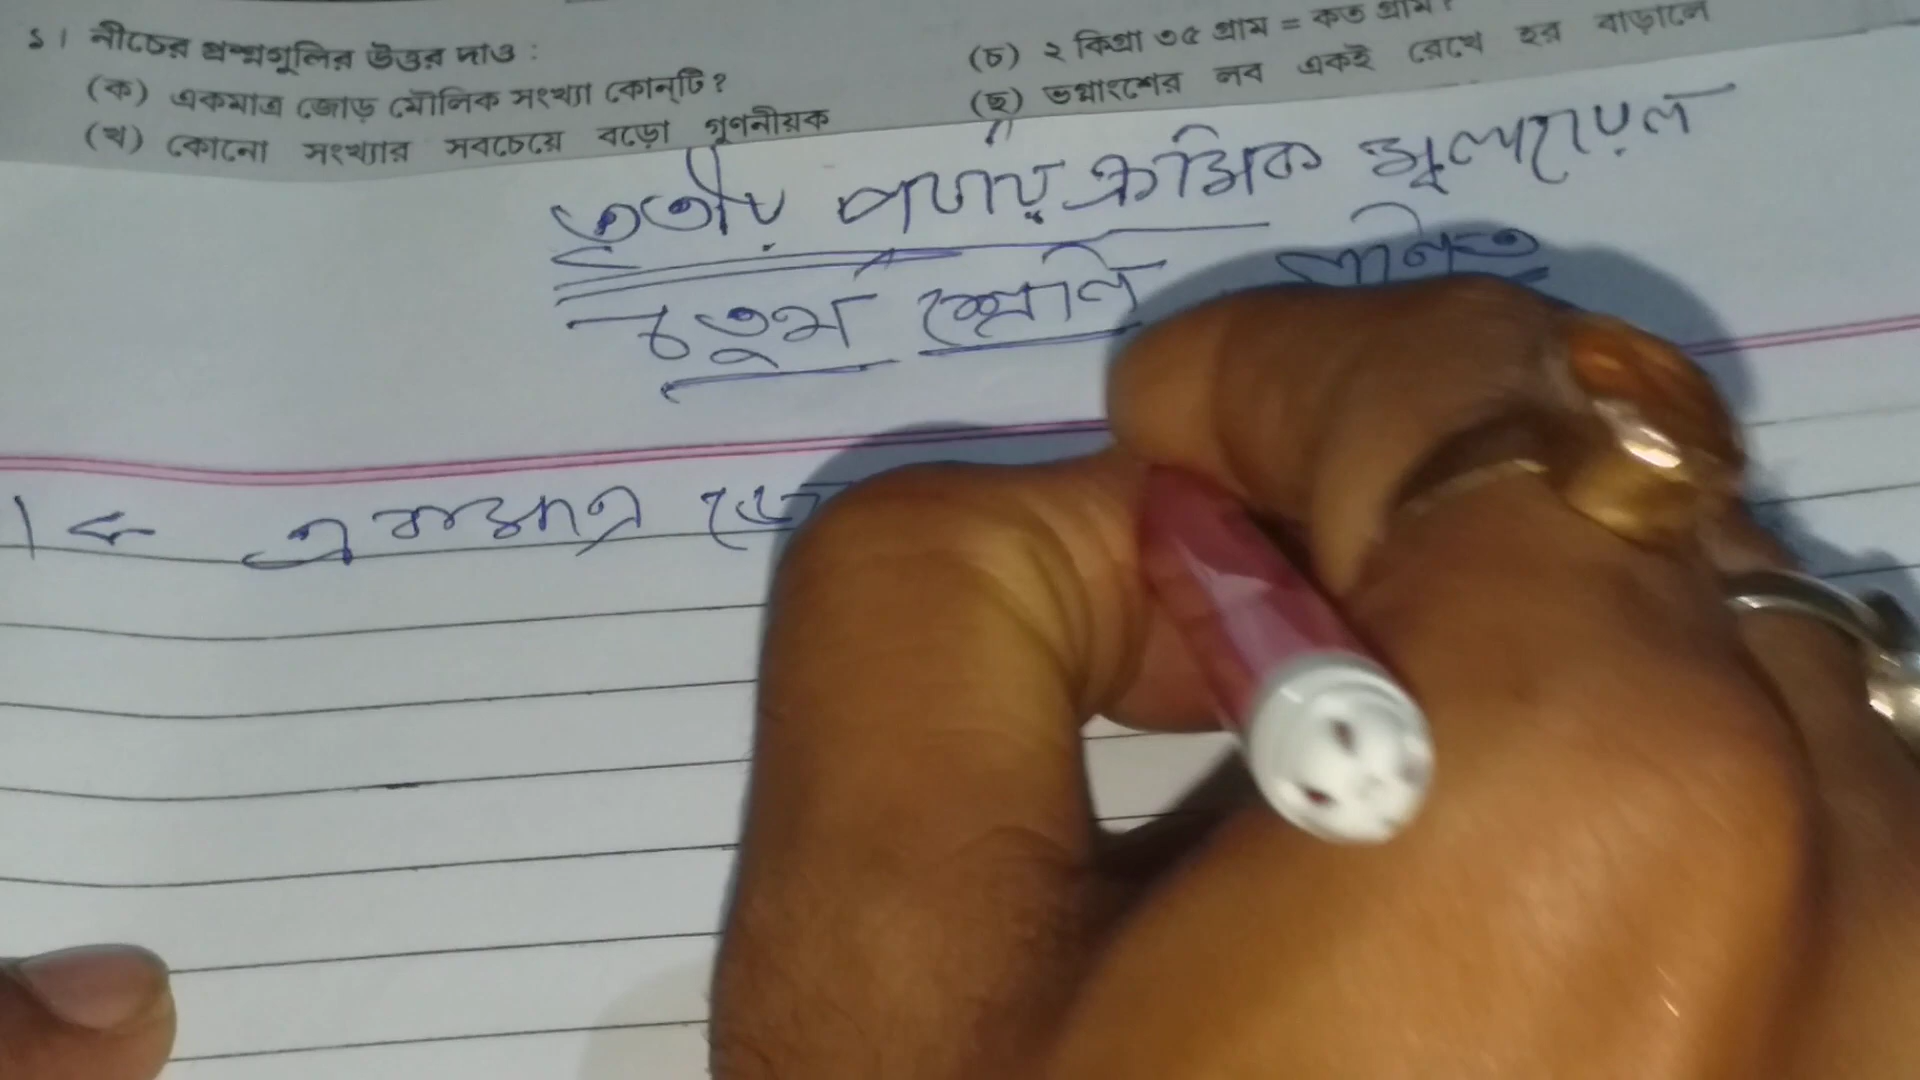 ১। নীচের প্রশ্নগুলির উত্তর দাও :
(ক) একমাত্র জোড় মৌলিক সংখ্যা কোন্‌টি?
(খ) কোনো সংখ্যার সবচেয়ে বড়ো গুণনীয়ক
(চ) ২ কিগ্রা ৩৫ গ্রাম = কত গ্রাম?
(ছ) ভগ্নাংশের লব একই রেখে হর বাড়ালে
তৃতীয় পর্যায়ক্রমিক মূল্যায়ন
চতুর্থ শ্রেণি গণিত
১ ক একমাত্র